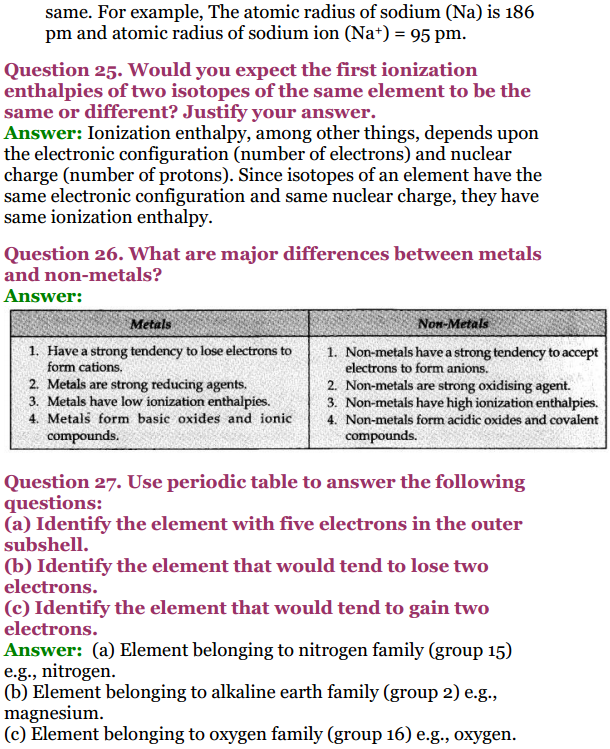 same. For example, The atomic radius of sodium (Na) is 186
pm and atomic radius of sodium ion (Na⁺) = 95 pm.
Question 25. Would you expect the first ionization
enthalpies of two isotopes of the same element to be the
same or different? Justify your answer.
Answer: Ionization enthalpy, among other things, depends upon
the electronic configuration (number of electrons) and nuclear
charge (number of protons). Since isotopes of an element have the
same electronic configuration and same nuclear charge, they have
same ionization enthalpy.
Question 26. What are major differences between metals
and non-metals?
Answer:
Metals
1. Have a strong tendency to lose electrons to
form cations.
2. Metals are strong reducing agents.
3. Metals have low ionization enthalpies.
4. Metals form basic oxides and ionic
compounds.
Non-Metals
1. Non-metals have a strong tendency to accept
electrons to form anions.
2. Non-metals are strong oxidising agent.
3. Non-metals have high ionization enthalpies.
4. Non-metals form acidic oxides and covalent
compounds.
Question 27. Use periodic table to answer the following
questions:
(a) Identify the element with five electrons in the outer
subshell.
(b) Identify the element that would tend to lose two
electrons.
(c) Identify the element that would tend to gain two
electrons.
Answer: (a) Element belonging to nitrogen family (group 15)
e.g., nitrogen.
(b) Element belonging to alkaline earth family (group 2) e.g.,
magnesium.
(c) Element belonging to oxygen family (group 16) e.g., oxygen.